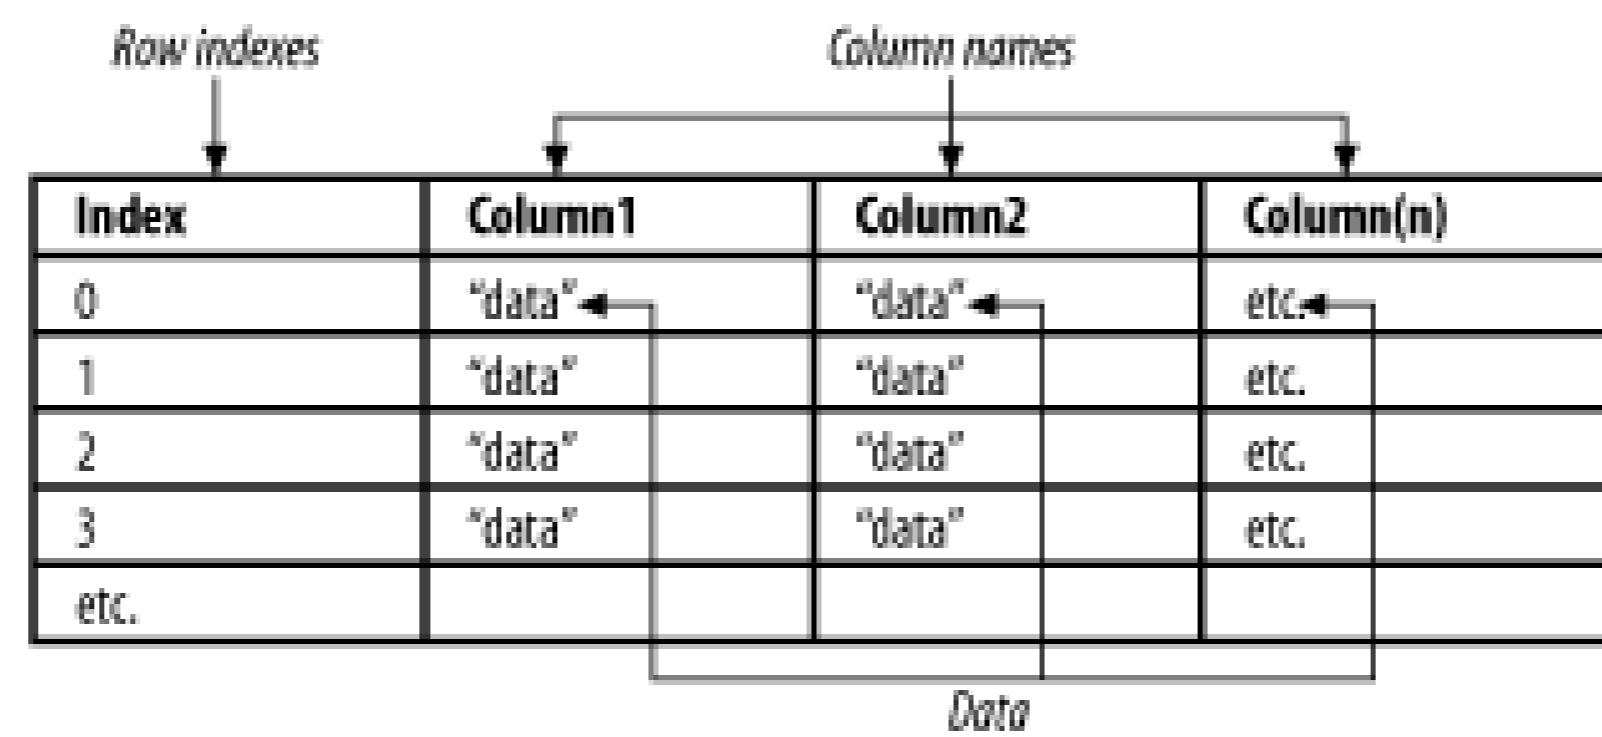 Row indexes Column names
Index Column1 Column2 Column(n)
0 “data” “data” etc.
1 “data” “data” etc.
2 “data” “data” etc.
3 “data” “data” etc.
etc.
Data